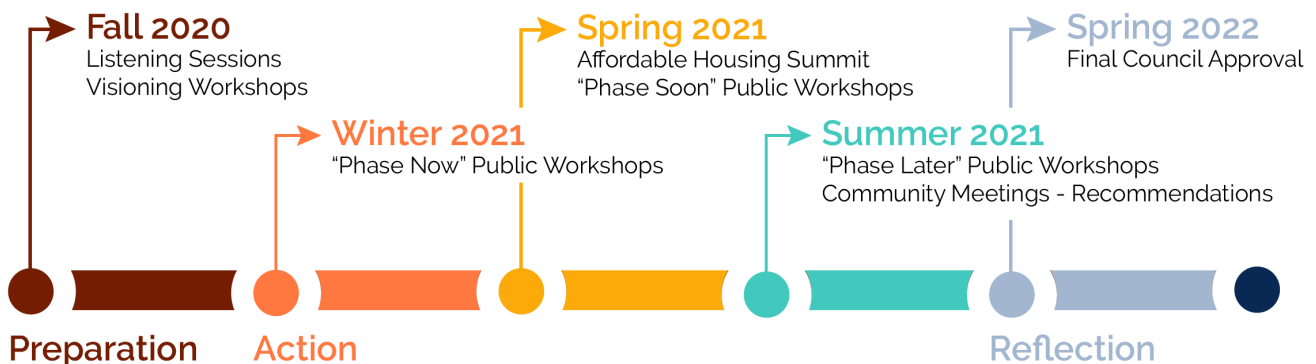 Fall 2020
Listening Sessions
Visioning Workshops
Winter 2021
“Phase Now” Public Workshops
Spring 2021
Affordable Housing Summit
“Phase Soon” Public Workshops
Summer 2021
“Phase Later” Public Workshops
Community Meetings - Recommendations
Spring 2022
Final Council Approval
Preparation
Action
Reflection